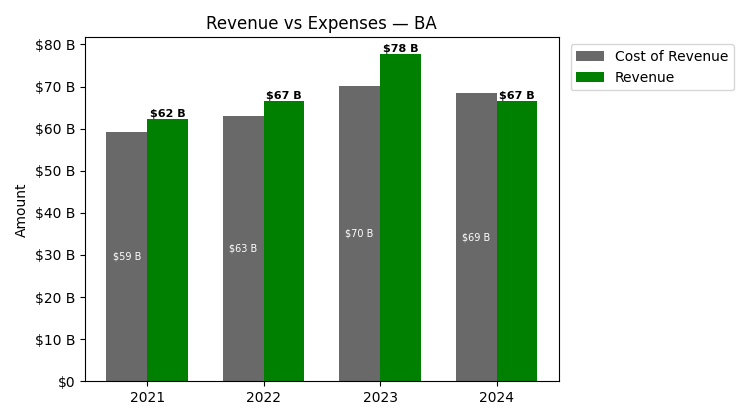 Revenue vs Expenses — BA
Cost of Revenue
Revenue
Amount
$80 B
$70 B
$60 B
$50 B
$40 B
$30 B
$20 B
$10 B
$0
$62 B
$67 B
$78 B
$67 B
$59 B
$63 B
$70 B
$69 B
2021
2022
2023
2024